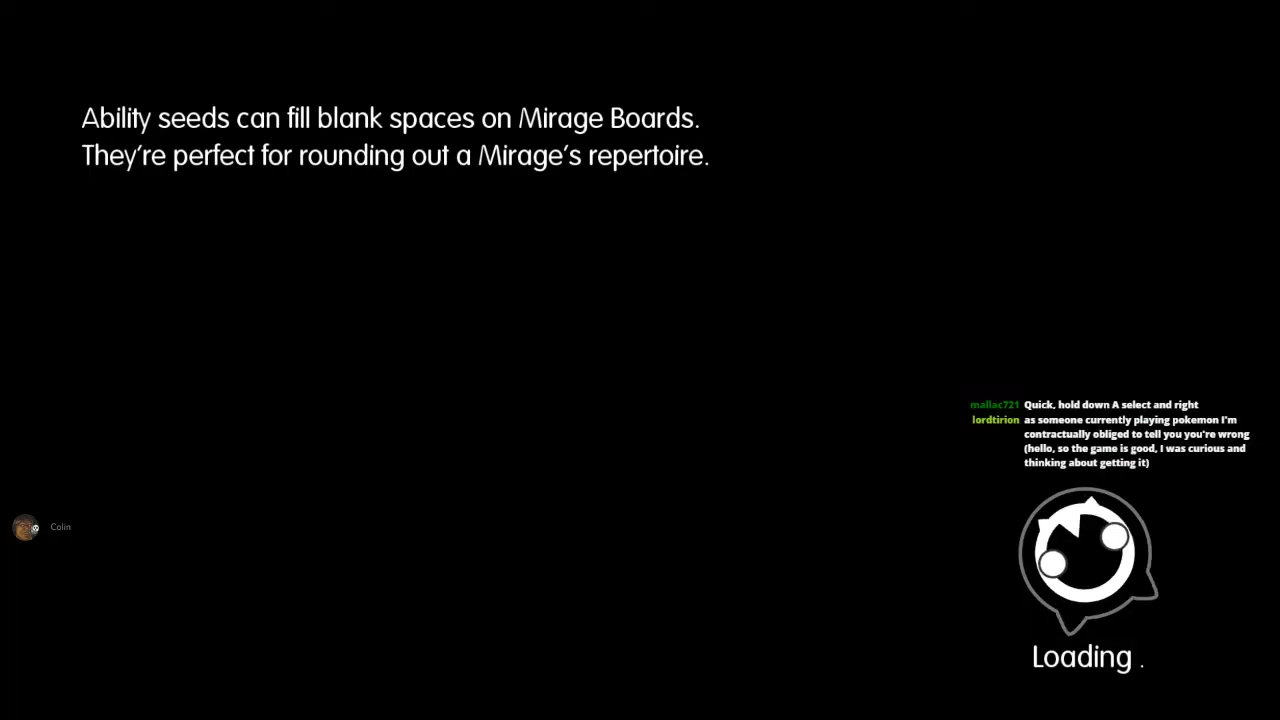 Ability seeds can fill blank spaces on Mirage Boards.
They're perfect for rounding out a Mirage's repertoire.
mallac721 Quick, hold down A select and right
lordtirion as someone currently playing pokemon I'm
contractually obliged to tell you you're wrong
(hello, so the game is good, I was curious and
thinking about getting it)
Colin
Loading .